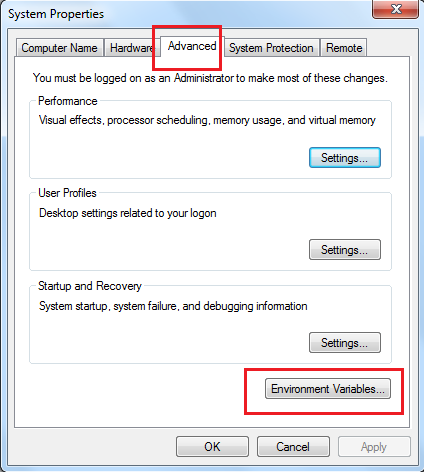 System Properties
Computer Name Hardware Advanced System Protection Remote
You must be logged on as an Administrator to make most of these changes.
Performance
Visual effects, processor scheduling, memory usage, and virtual memory
Settings...
User Profiles
Desktop settings related to your logon
Settings...
Startup and Recovery
System startup, system failure, and debugging information
Settings...
Environment Variables...
OK Cancel Apply